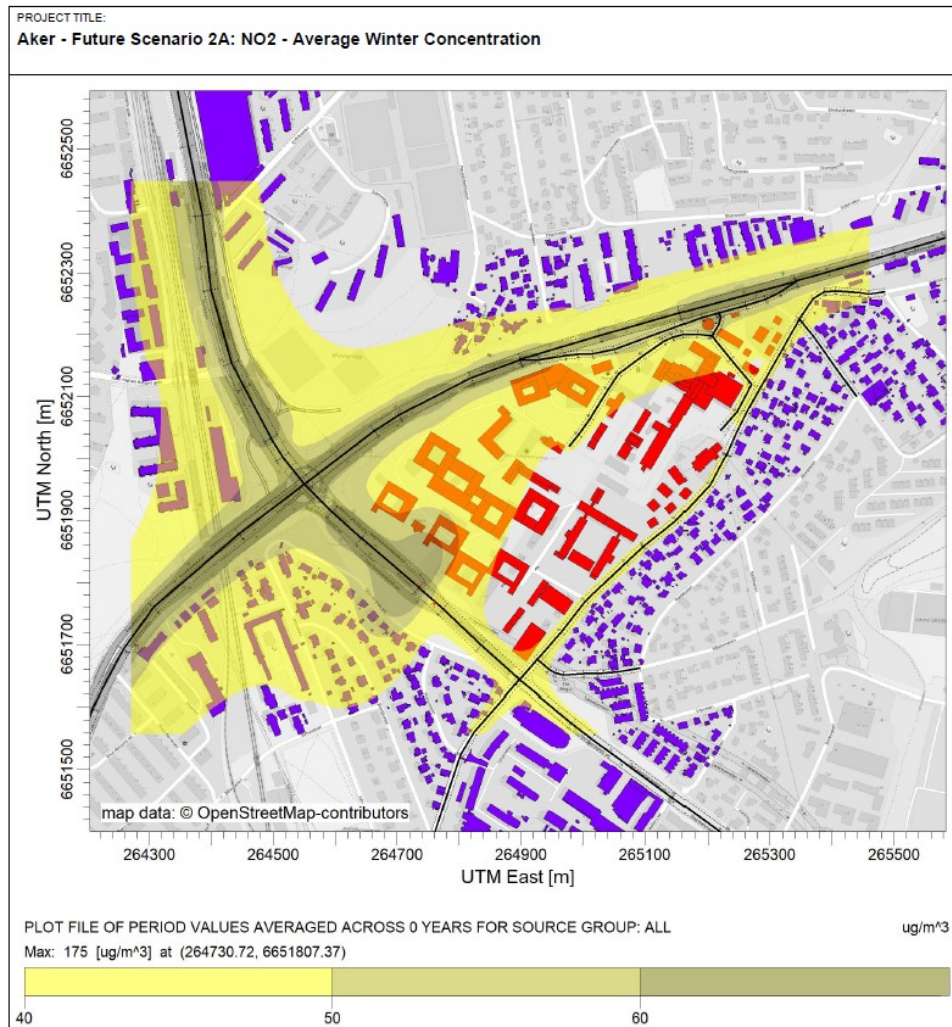 PROJECT TITLE:
Aker - Future Scenario 2A: NO2 - Average Winter Concentration
UTM North [m]
6652500
6652300
6652100
6651900
6651700
6651500
map data: © OpenStreetMap-contributors
264300 264500 264700 264900 265100 265300 265500
UTM East [m]
PLOT FILE OF PERIOD VALUES AVERAGED ACROSS 0 YEARS FOR SOURCE GROUP: ALL ug/m^3
Max: 175 [ug/m^3] at (264730.72, 6651807.37)
40 50 60